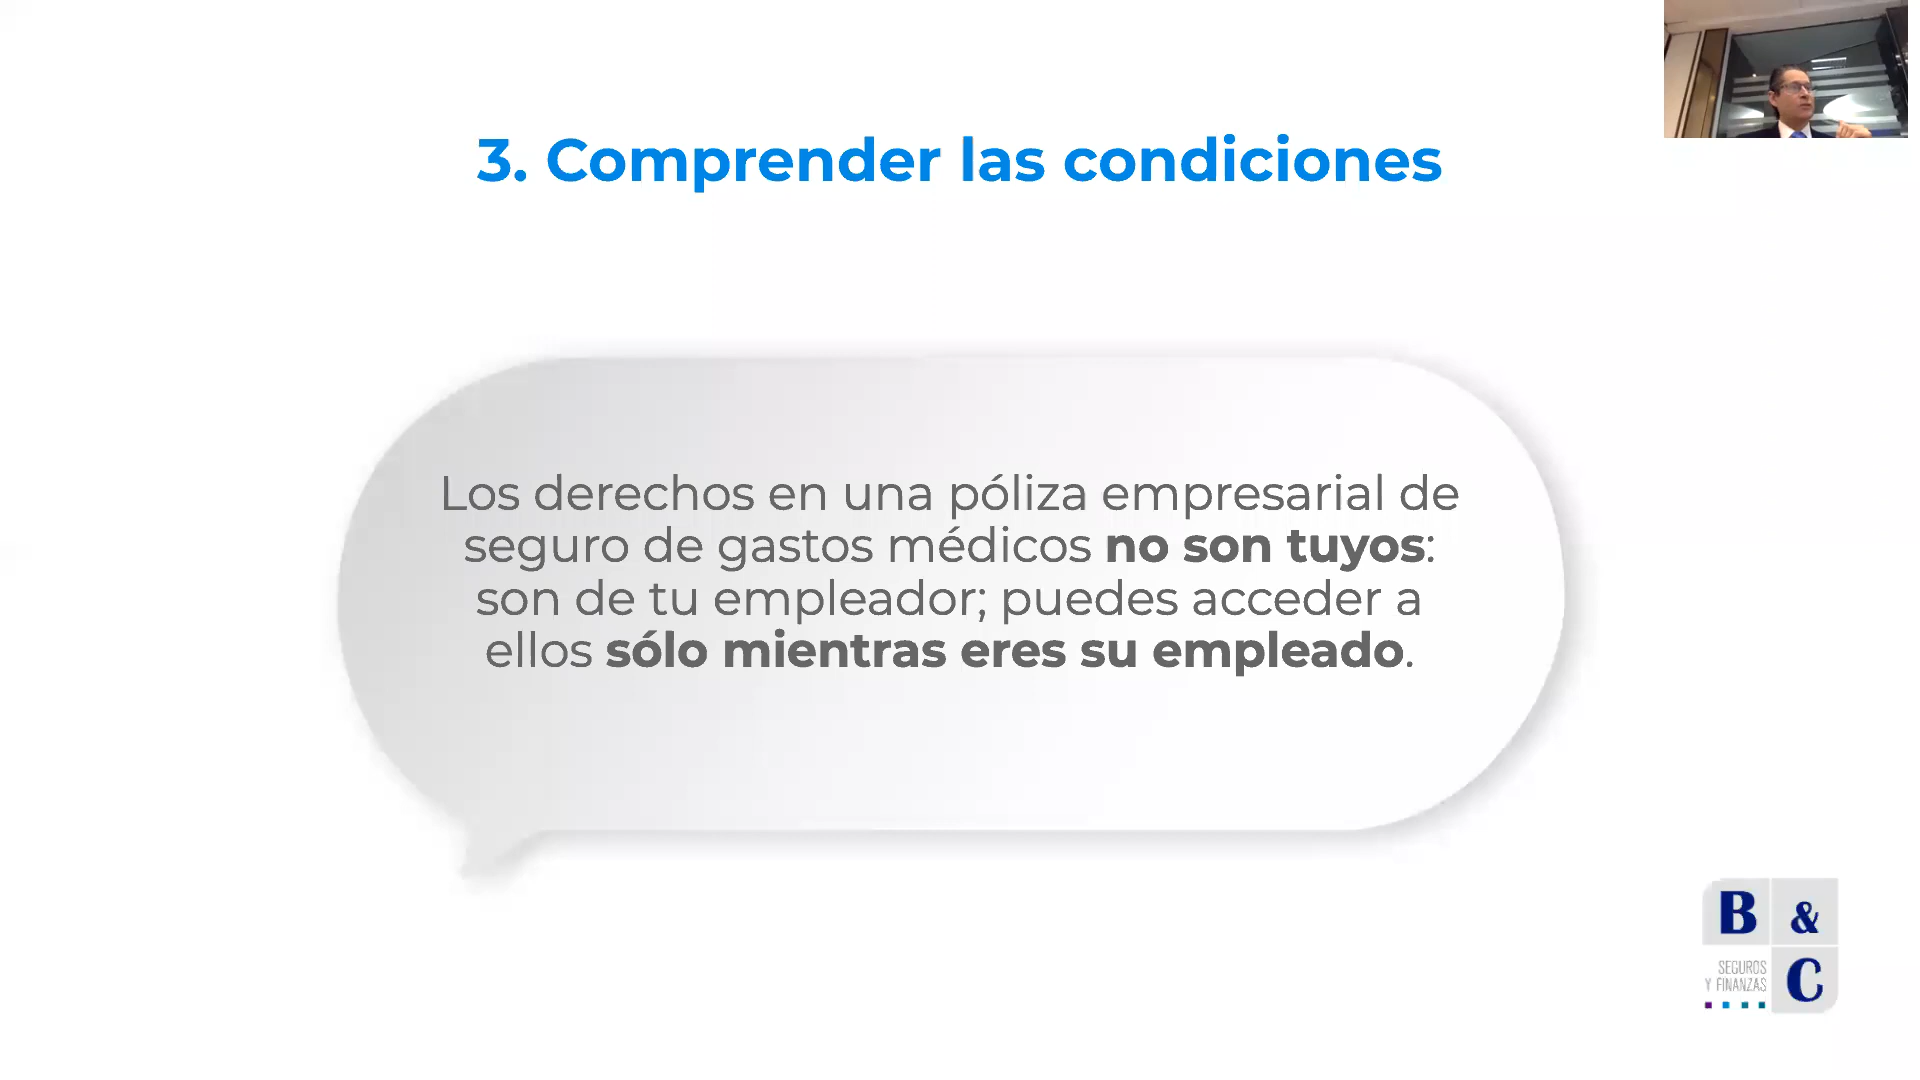 3. Comprender las condiciones
Los derechos en una póliza empresarial de
seguro de gastos médicos no son tuyos:
son de tu empleador; puedes acceder a
ellos sólo mientras eres su empleado.
B &
SEGUROS
Y FINANZAS
C